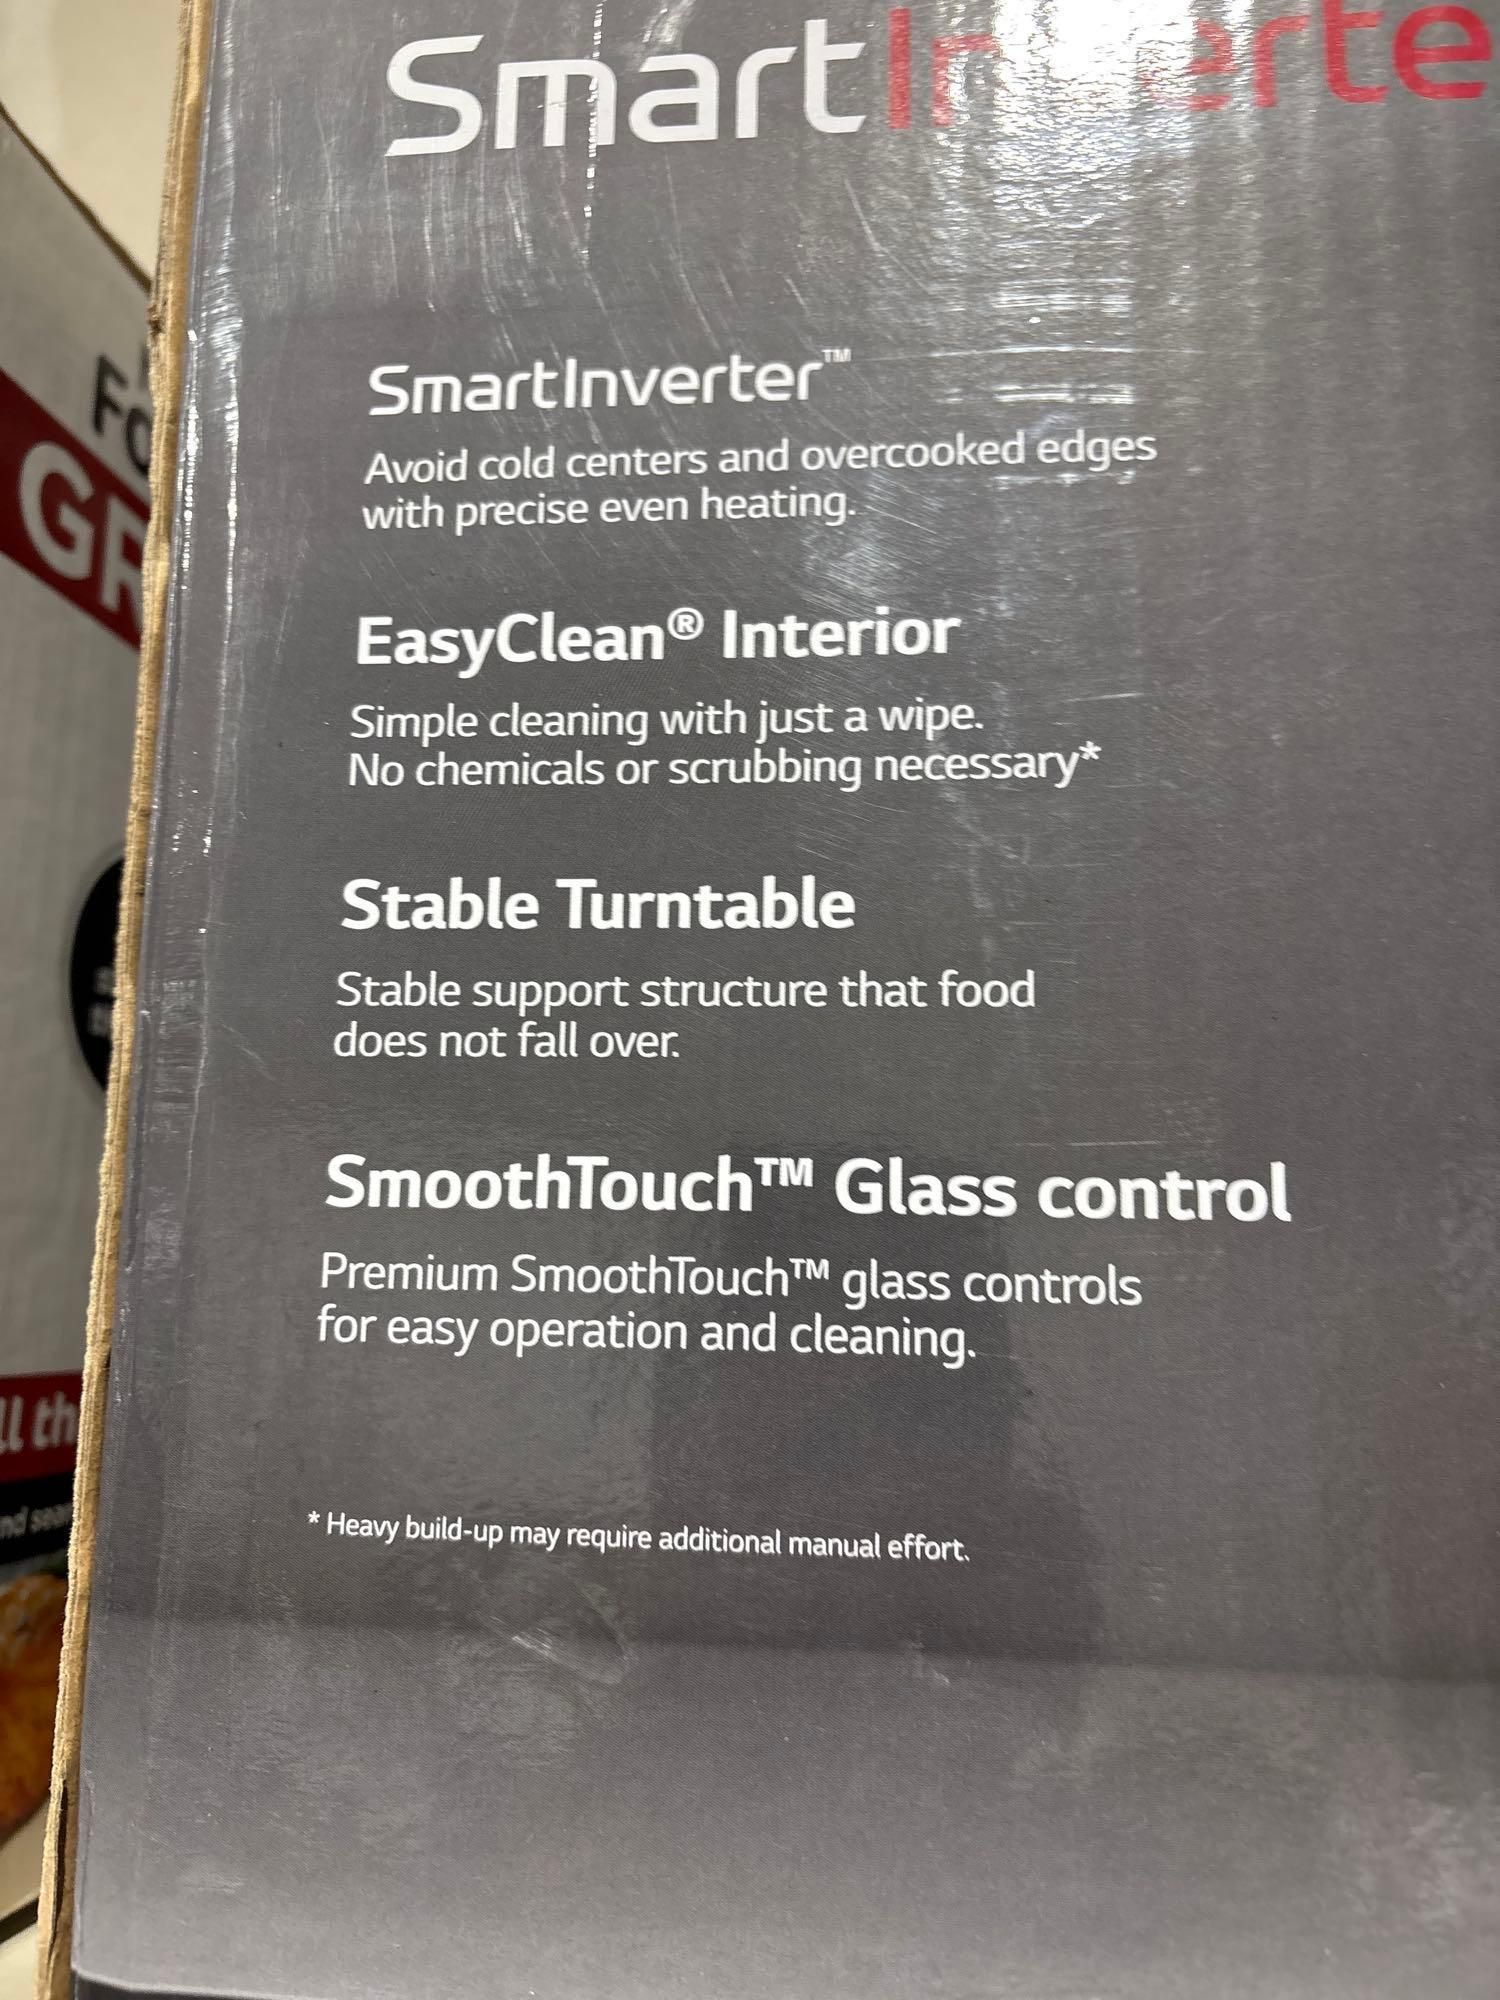 Smart
SmartInverter™
Avoid cold centers and overcooked edges
with precise even heating.
EasyClean® Interior
Simple cleaning with just a wipe.
No chemicals or scrubbing necessary*
Stable Turntable
Stable support structure that food
does not fall over.
SmoothTouch™ Glass control
Premium SmoothTouch™ glass controls
for easy operation and cleaning.
* Heavy build-up may require additional manual effort.